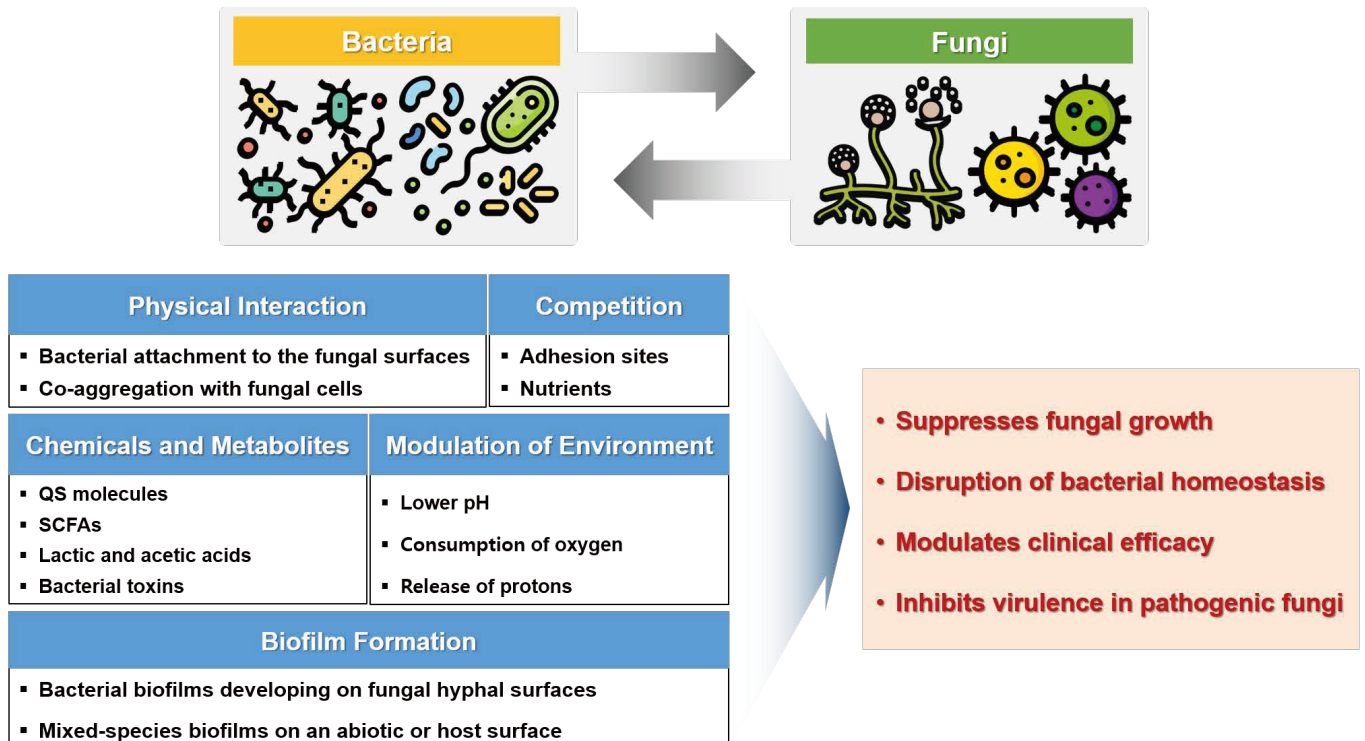 Bacteria
Fungi
Physical Interaction
▪ Bacterial attachment to the fungal surfaces
▪ Co-aggregation with fungal cells
Competition
▪ Adhesion sites
▪ Nutrients
Chemicals and Metabolites
▪ QS molecules
▪ SCFAs
▪ Lactic and acetic acids
▪ Bacterial toxins
Modulation of Environment
▪ Lower pH
▪ Consumption of oxygen
▪ Release of protons
Biofilm Formation
▪ Bacterial biofilms developing on fungal hyphal surfaces
▪ Mixed-species biofilms on an abiotic or host surface
• Suppresses fungal growth
• Disruption of bacterial homeostasis
• Modulates clinical efficacy
• Inhibits virulence in pathogenic fungi